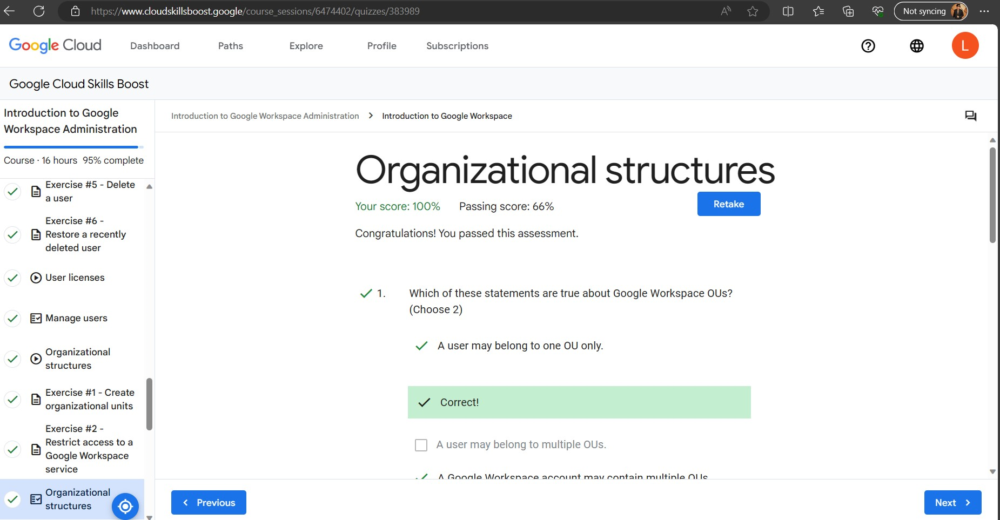 https://www.cloudskillsboost.google/course_sessions/6474402/quizzes/383989
Not syncing
Google Cloud
Dashboard
Paths
Explore
Profile
Subscriptions
L
Google Cloud Skills Boost
Introduction to Google
Workspace Administration
Course · 16 hours 95% complete
Exercise #5 - Delete
a user
Exercise #6 -
Restore a recently
deleted user
User licenses
Manage users
Organizational
structures
Exercise #1 - Create
organizational units
Exercise #2 -
Restrict access to a
Google Workspace
service
Organizational
structures
Introduction to Google Workspace Administration > Introduction to Google Workspace
Organizational structures
Your score: 100% Passing score: 66%
Retake
Congratulations! You passed this assessment.
1. Which of these statements are true about Google Workspace OUs?
(Choose 2)
A user may belong to one OU only.
Correct!
A user may belong to multiple OUs.
A Google Workspace account may contain multiple OUs
Previous
Next